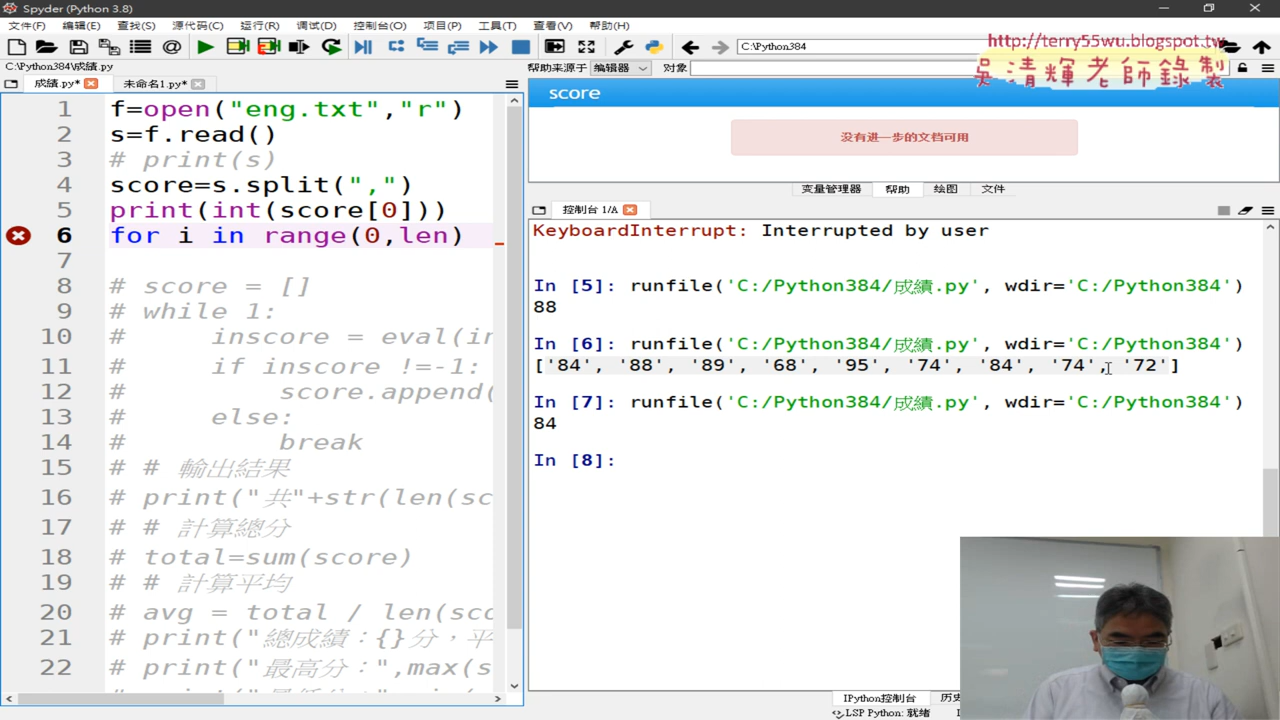 Spyder (Python 3.8)
文件(F) 编辑(E) 查找(S) 源代码(C) 运行(R) 调试(D) 控制台(O) 项目(P) 工具(T) 查看(V) 帮助(H)
C:\Python384
http://terry55wu.blogspot.tw
吳清輝老師錄製
C:\Python384\成績.py
成績.py* 未命名1.py*
帮助来源于 编辑器 对象
score
没有进一步的文档可用
变量管理器 帮助 绘图 文件
1 f=open("eng.txt","r")
2 s=f.read()
3 # print(s)
4 score=s.split(",")
5 print(int(score[0]))
6 for i in range(0,len)
7
8 # score = []
9 # while 1:
10 # inscore = eval(in
11 # if inscore !=-1:
12 # score.append(
13 # else:
14 # break
15 # # 輸出結果
16 # print("共"+str(len(sc
17 # # 計算總分
18 # total=sum(score)
19 # # 計算平均
20 # avg = total / len(sco
21 # print("總成績：{}分，平
22 # print("最高分：",max(s
控制台 1/A
KeyboardInterrupt: Interrupted by user
In [5]: runfile('C:/Python384/成績.py', wdir='C:/Python384')
88
In [6]: runfile('C:/Python384/成績.py', wdir='C:/Python384')
['84', '88', '89', '68', '95', '74', '84', '74', '72']
In [7]: runfile('C:/Python384/成績.py', wdir='C:/Python384')
84
In [8]:
IPython控制台 历史
LSP Python: 就绪